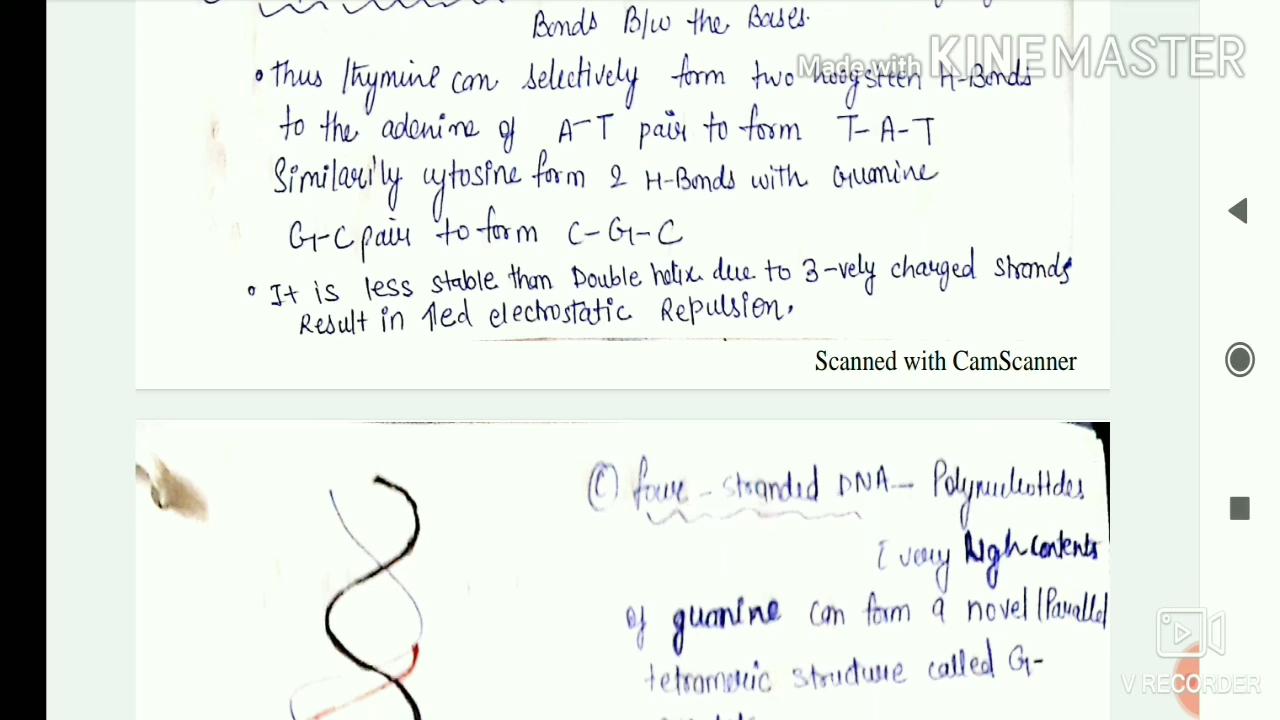 Bonds B/w the Bases.
Made with KINEMASTER
• Thus thymine can selectively form two hoogsteen H-Bonds
to the adenine of A-T pair to form T-A-T
Similarily cytosine form 2 H-Bonds with Guanine
G-C pair to form C-G-C
• It is less stable than Double helix due to 3-vely charged strands
Result in ↑ed electrostatic Repulsion.
Scanned with CamScanner
(C) four-stranded DNA- Polynucleotides
very high contents
of guanine can form a novel (Parallel
tetrameric structure called G-
V RECORDER